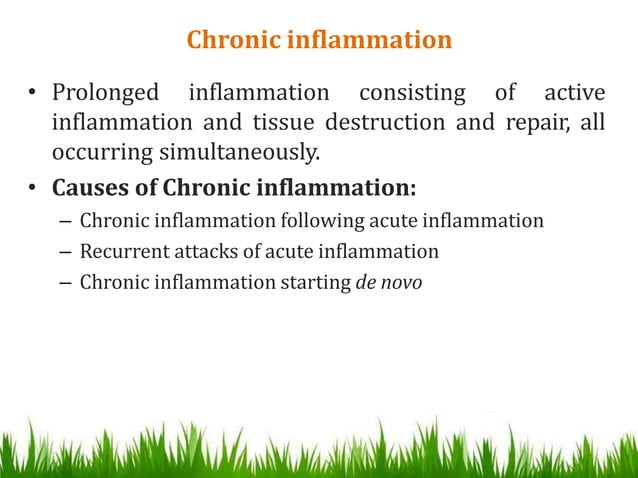 Chronic inflammation
• Prolonged inflammation consisting of active
inflammation and tissue destruction and repair, all
occurring simultaneously.
• Causes of Chronic inflammation:
– Chronic inflammation following acute inflammation
– Recurrent attacks of acute inflammation
– Chronic inflammation starting de novo